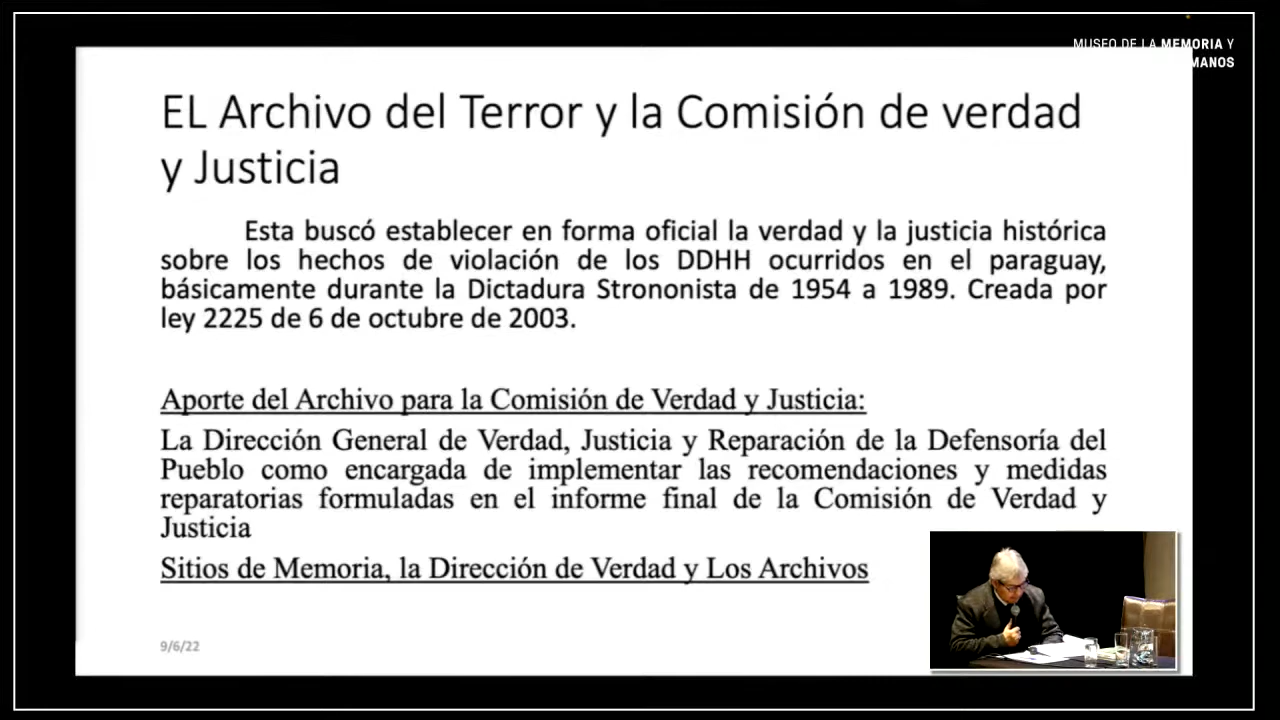 MUSEO DE LA MEMORIA Y
MANOS
EL Archivo del Terror y la Comisión de verdad
y Justicia
Esta buscó establecer en forma oficial la verdad y la justicia histórica
sobre los hechos de violación de los DDHH ocurridos en el paraguay,
básicamente durante la Dictadura Strononista de 1954 a 1989. Creada por
ley 2225 de 6 de octubre de 2003.
Aporte del Archivo para la Comisión de Verdad y Justicia:
La Dirección General de Verdad, Justicia y Reparación de la Defensoría del
Pueblo como encargada de implementar las recomendaciones y medidas
reparatorias formuladas en el informe final de la Comisión de Verdad y
Justicia
Sitios de Memoria, la Dirección de Verdad y Los Archivos
9/6/22